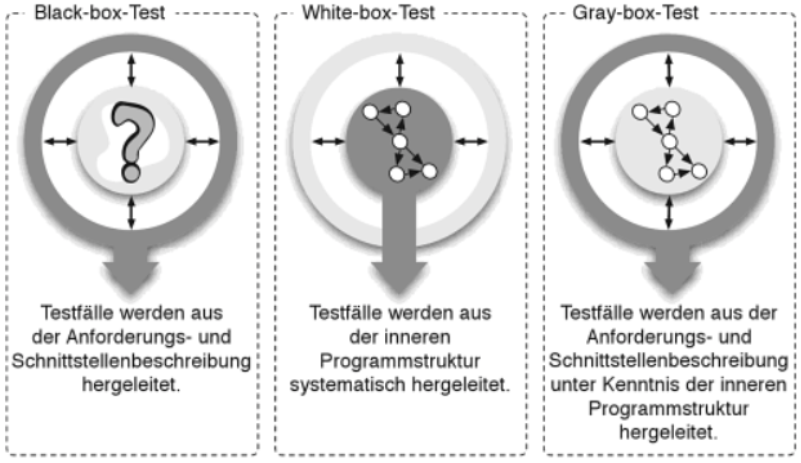 Black-box-Test
Testfälle werden aus
der Anforderungs- und
Schnittstellenbeschreibung
hergeleitet.
White-box-Test
Testfälle werden aus
der inneren
Programmstruktur
systematisch hergeleitet.
Gray-box-Test
Testfälle werden aus der
Anforderungs- und
Schnittstellenbeschreibung
unter Kenntnis der inneren
Programmstruktur
hergeleitet.